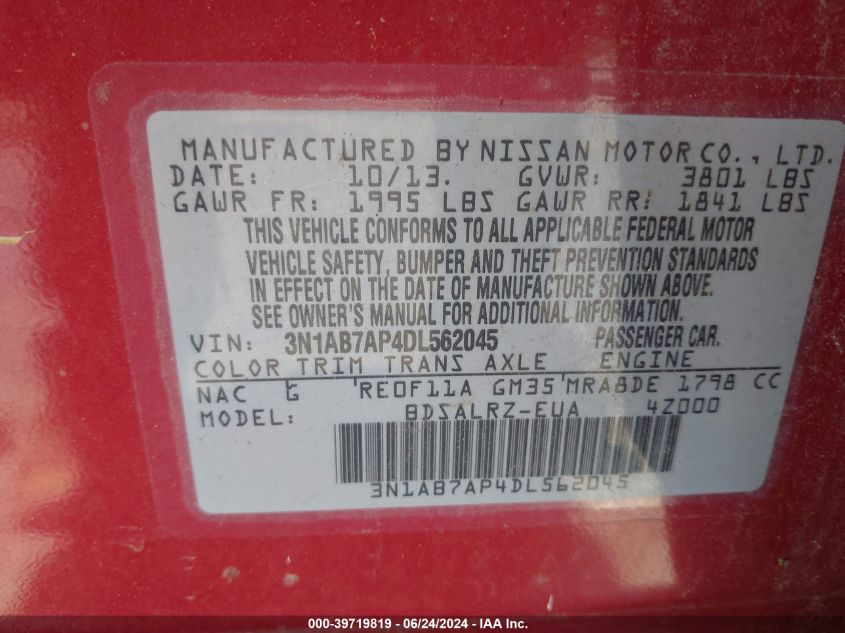 MANUFACTURED BY NISSAN MOTOR CO., LTD.
DATE: 10/13. GVWR: 3801 LBS
GAWR FR: 1995 LBS GAWR RR: 1841 LBS
THIS VEHICLE CONFORMS TO ALL APPLICABLE FEDERAL MOTOR
VEHICLE SAFETY, BUMPER AND THEFT PREVENTION STANDARDS
IN EFFECT ON THE DATE OF MANUFACTURE SHOWN ABOVE.
SEE OWNER'S MANUAL FOR ADDITIONAL INFORMATION.
VIN: 3N1AB7AP4DL562045 PASSENGER CAR.
COLOR TRIM TRANS AXLE ENGINE
NAC G RE0F11A GM35 MRA8DE 1798 CC
MODEL: BDSALRZ-EUA 4Z000
3N1AB7AP4DL562045
000-39719819 - 06/24/2024 - IAA Inc.